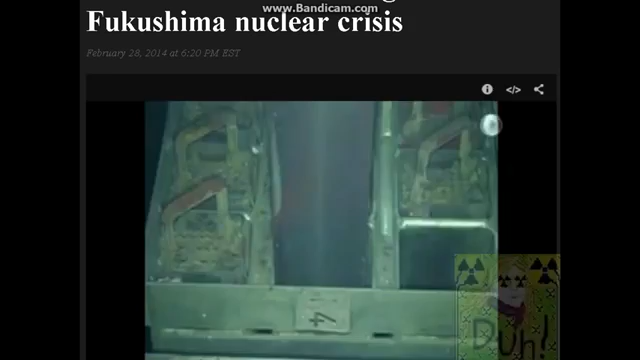 www.Bandicam.com
Fukushima nuclear crisis
February 28, 2014 at 6:20 PM EST
</>
4
Duh!